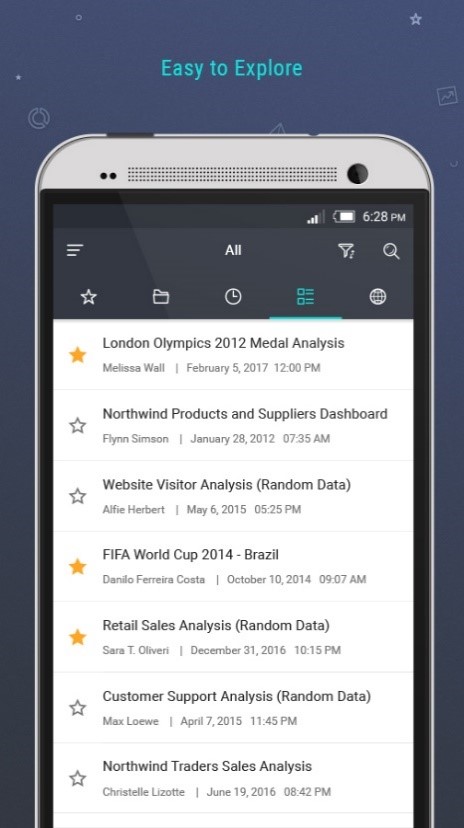 Easy to Explore
6:28 PM
All
London Olympics 2012 Medal Analysis
Melissa Wall | February 5, 2017 12:00 PM
Northwind Products and Suppliers Dashboard
Flynn Simson | January 28, 2012 07:35 AM
Website Visitor Analysis (Random Data)
Alfie Herbert | May 6, 2015 05:25 PM
FIFA World Cup 2014 - Brazil
Danilo Ferreira Costa | October 10, 2014 09:07 AM
Retail Sales Analysis (Random Data)
Sara T. Oliveri | December 31, 2016 10:15 PM
Customer Support Analysis (Random Data)
Max Loewe | April 7, 2015 11:45 PM
Northwind Traders Sales Analysis
Christelle Lizotte | June 19, 2016 08:42 PM